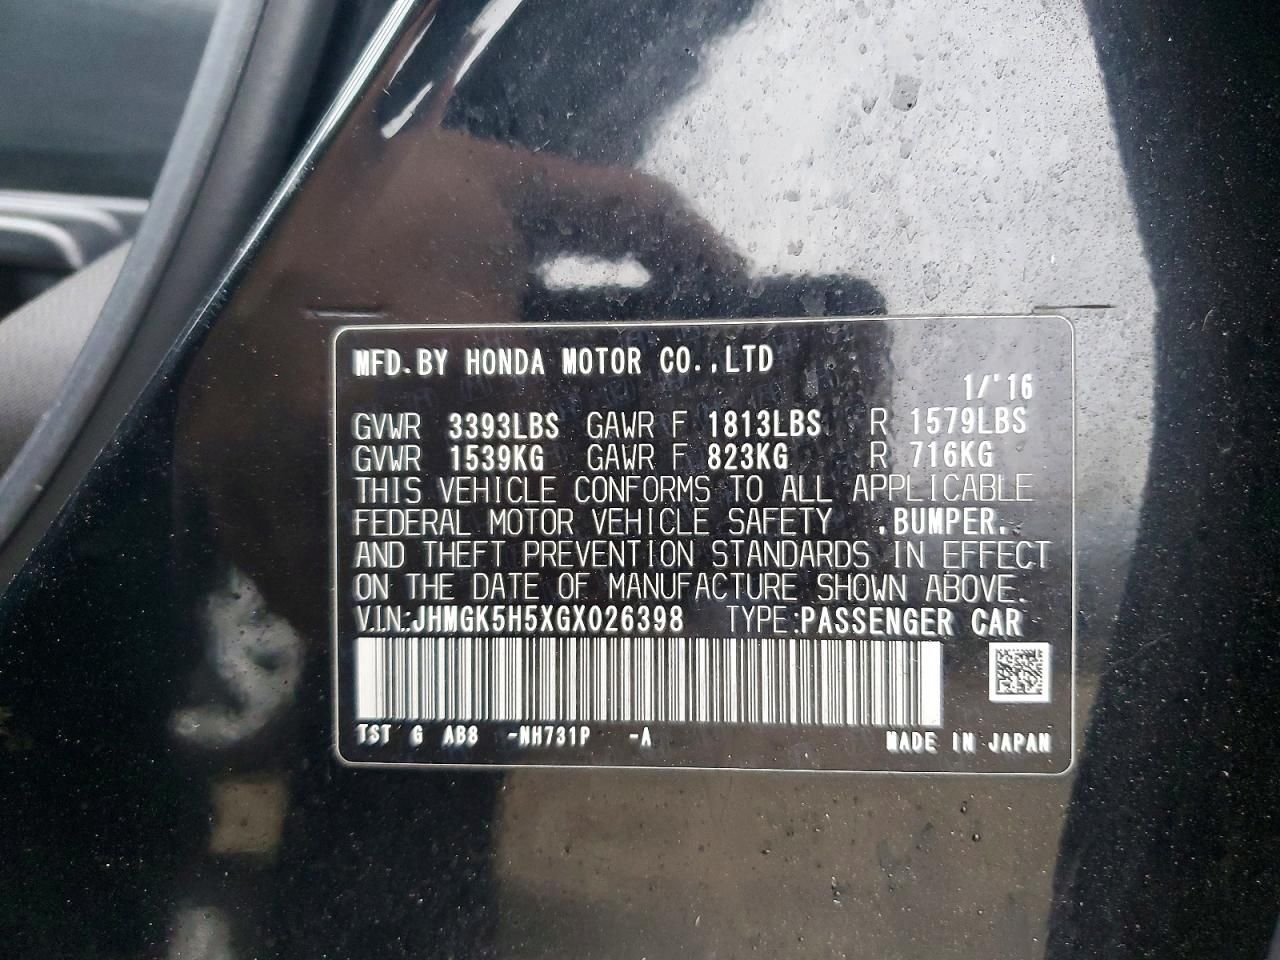 MFD. BY HONDA MOTOR CO.,LTD
1/'16
GVWR 3393LBS GAWR F 1813LBS R 1579LBS
GVWR 1539KG GAWR F 823KG R 716KG
THIS VEHICLE CONFORMS TO ALL APPLICABLE
FEDERAL MOTOR VEHICLE SAFETY ,BUMPER,
AND THEFT PREVENTION STANDARDS IN EFFECT
ON THE DATE OF MANUFACTURE SHOWN ABOVE.
V.I.N.:JHMGK5H5XGX026398 TYPE:PASSENGER CAR
TST G AB8 -NH731P -A MADE IN JAPAN